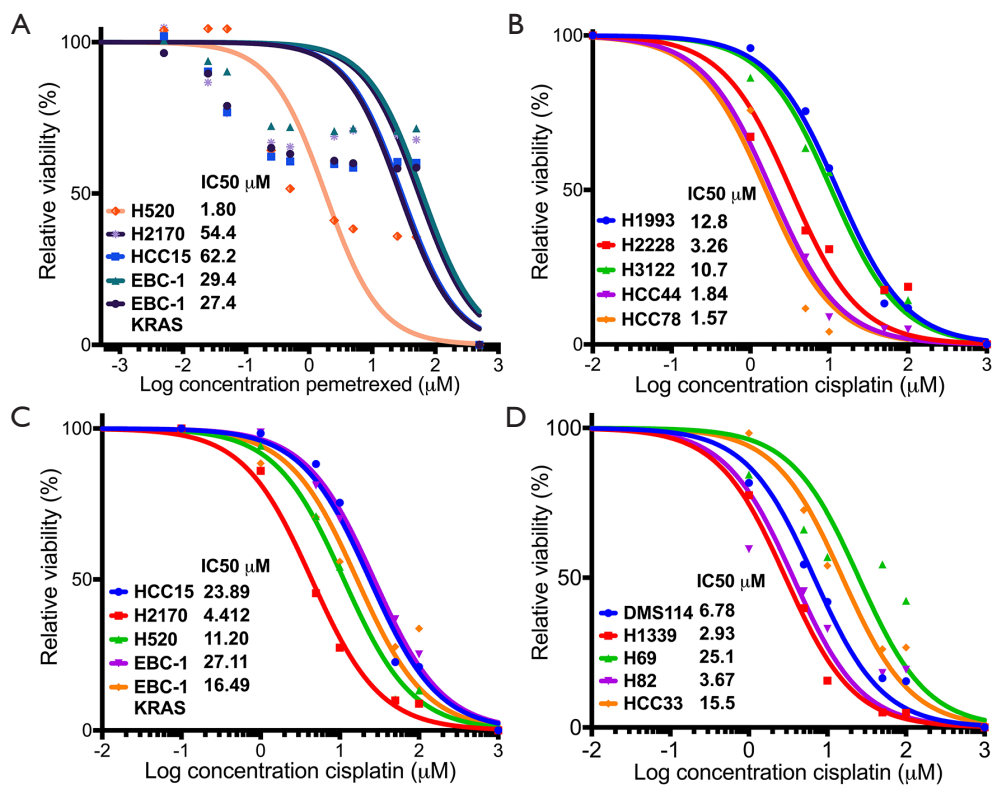 A
Relative viability (%)
100
50
0
IC50 μM
H520 1.80
H2170 54.4
HCC15 62.2
EBC-1 29.4
EBC-1 27.4
KRAS
-3 -2 -1 0 1 2 3
Log concentration pemetrexed (μM)
B
Relative viability (%)
100
50
0
IC50 μM
H1993 12.8
H2228 3.26
H3122 10.7
HCC44 1.84
HCC78 1.57
-2 -1 0 1 2 3
Log concentration cisplatin (μM)
C
Relative viability (%)
100
50
0
IC50 μM
HCC15 23.89
H2170 4.412
H520 11.20
EBC-1 27.11
EBC-1 16.49
KRAS
-2 -1 0 1 2 3
Log concentration cisplatin (μM)
D
Relative viability (%)
100
50
0
IC50 μM
DMS114 6.78
H1339 2.93
H69 25.1
H82 3.67
HCC33 15.5
-2 -1 0 1 2 3
Log concentration cisplatin (μM)